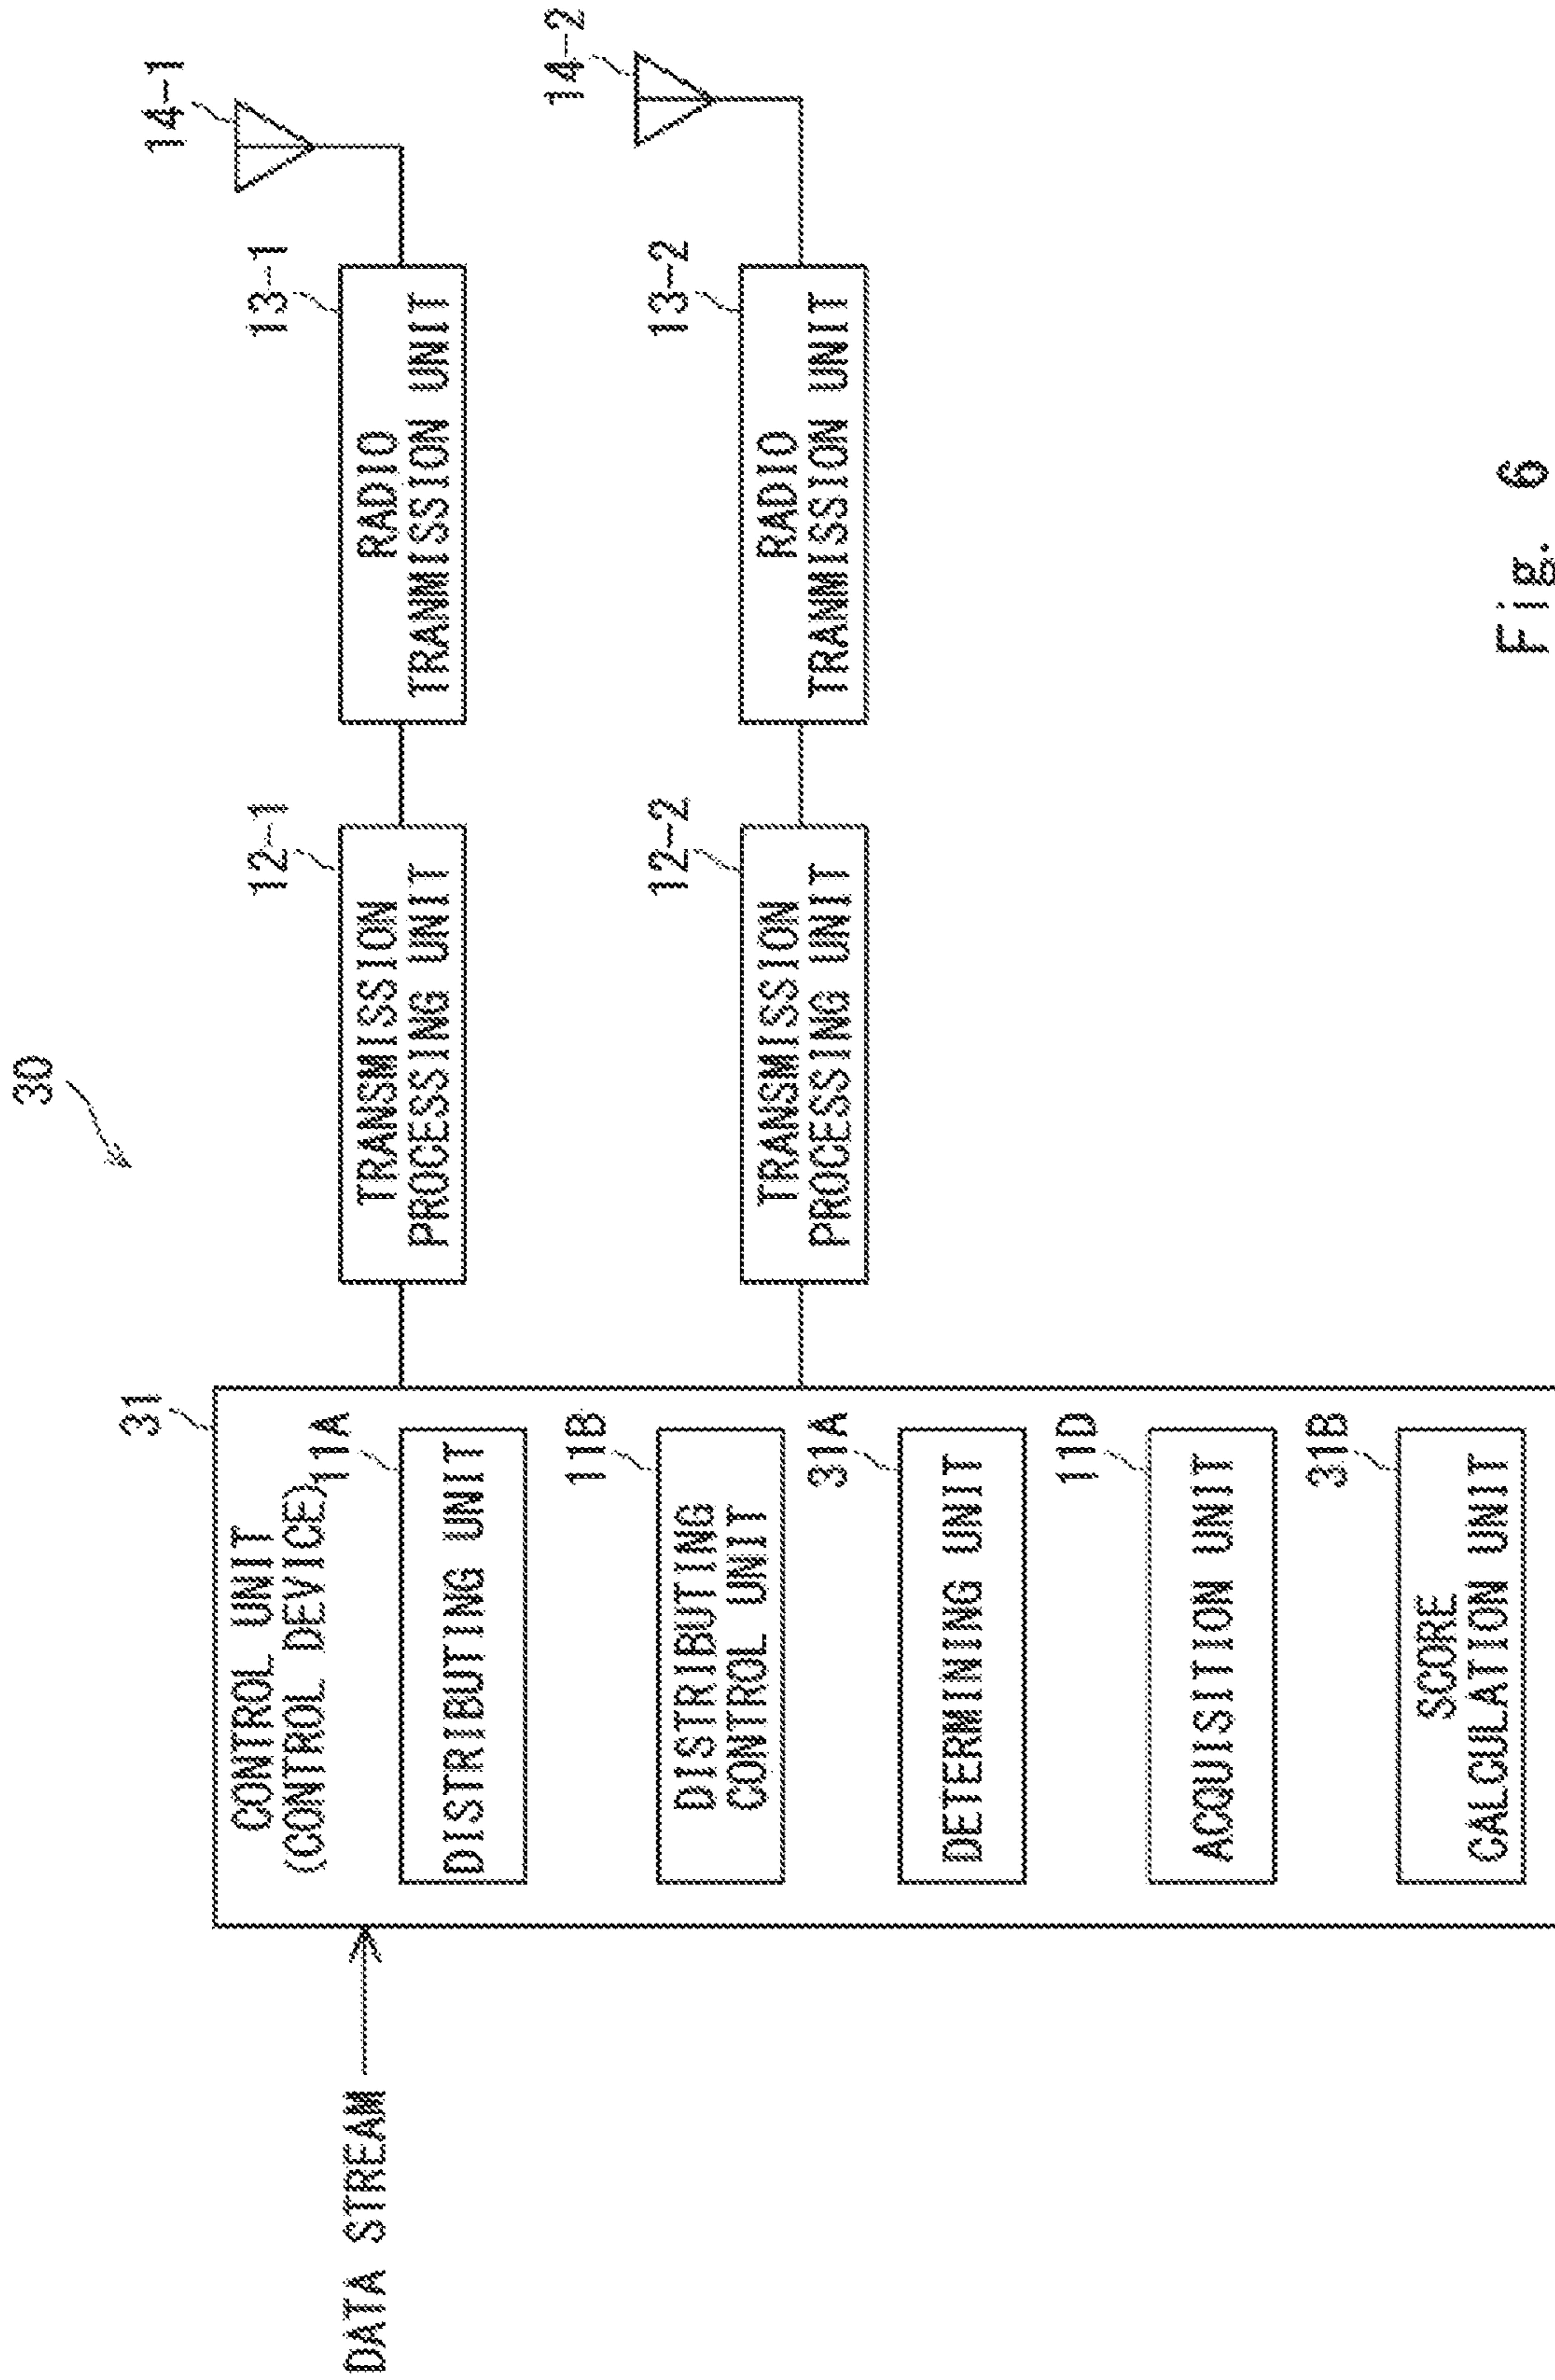 30
DATA STREAM
31
CONTROL UNIT
(CONTROL DEVICE)
11A
DISTRIBUTING UNIT
11B
DISTRIBUTING
CONTROL UNIT
31A
DETERMINING UNIT
11D
ACQUISITION UNIT
31B
SCORE
CALCULATION UNIT
12-1
TRANSMISSION
PROCESSING UNIT
13-1
RADIO
TRANMISSION UNIT
14-1
12-2
TRANSMISSION
PROCESSING UNIT
13-2
RADIO
TRANMISSION UNIT
14-2
Fig. 6